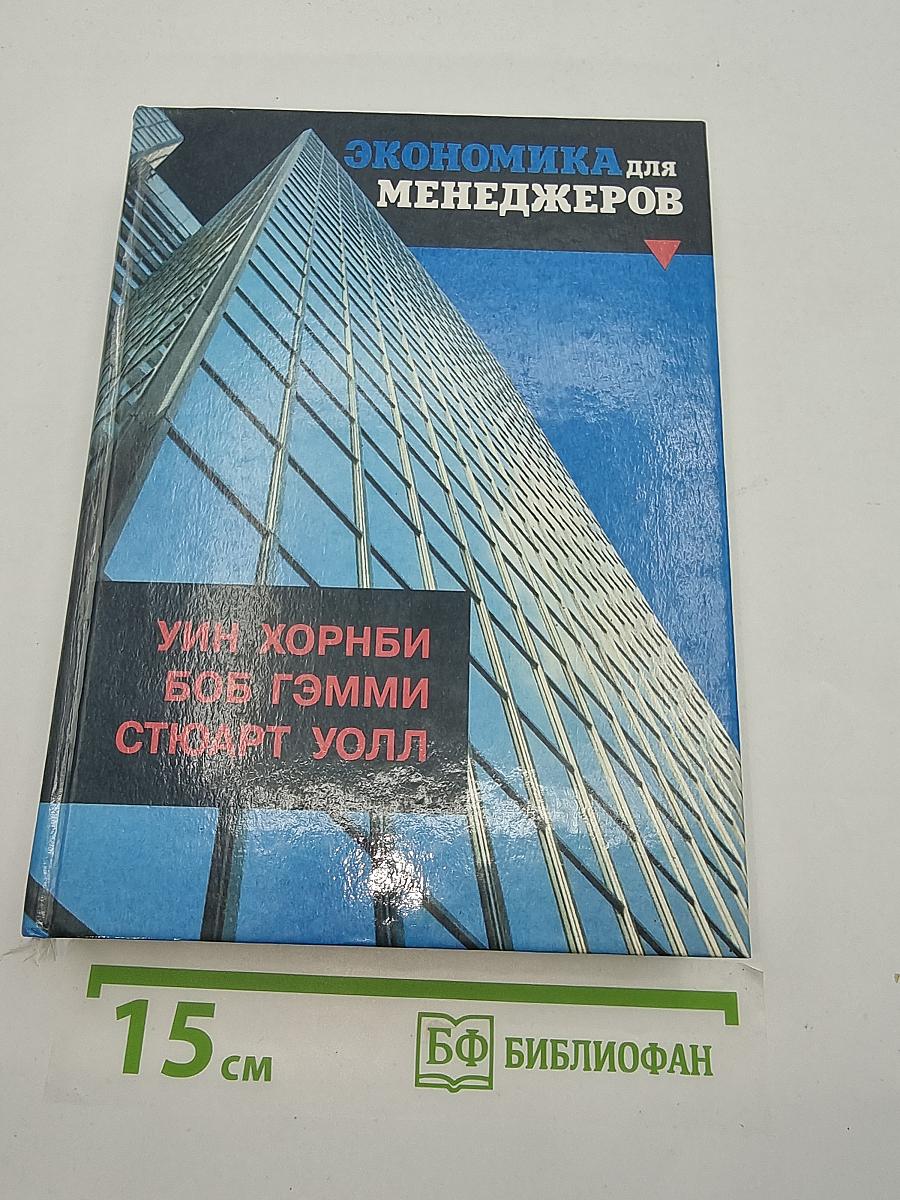 ЭКОНОМИКА для
МЕНЕДЖЕРОВ
УИН ХОРНБИ
БОБ ГЭММИ
СТЮАРТ УОЛЛ
15 см
БФ БИБЛИОФАН